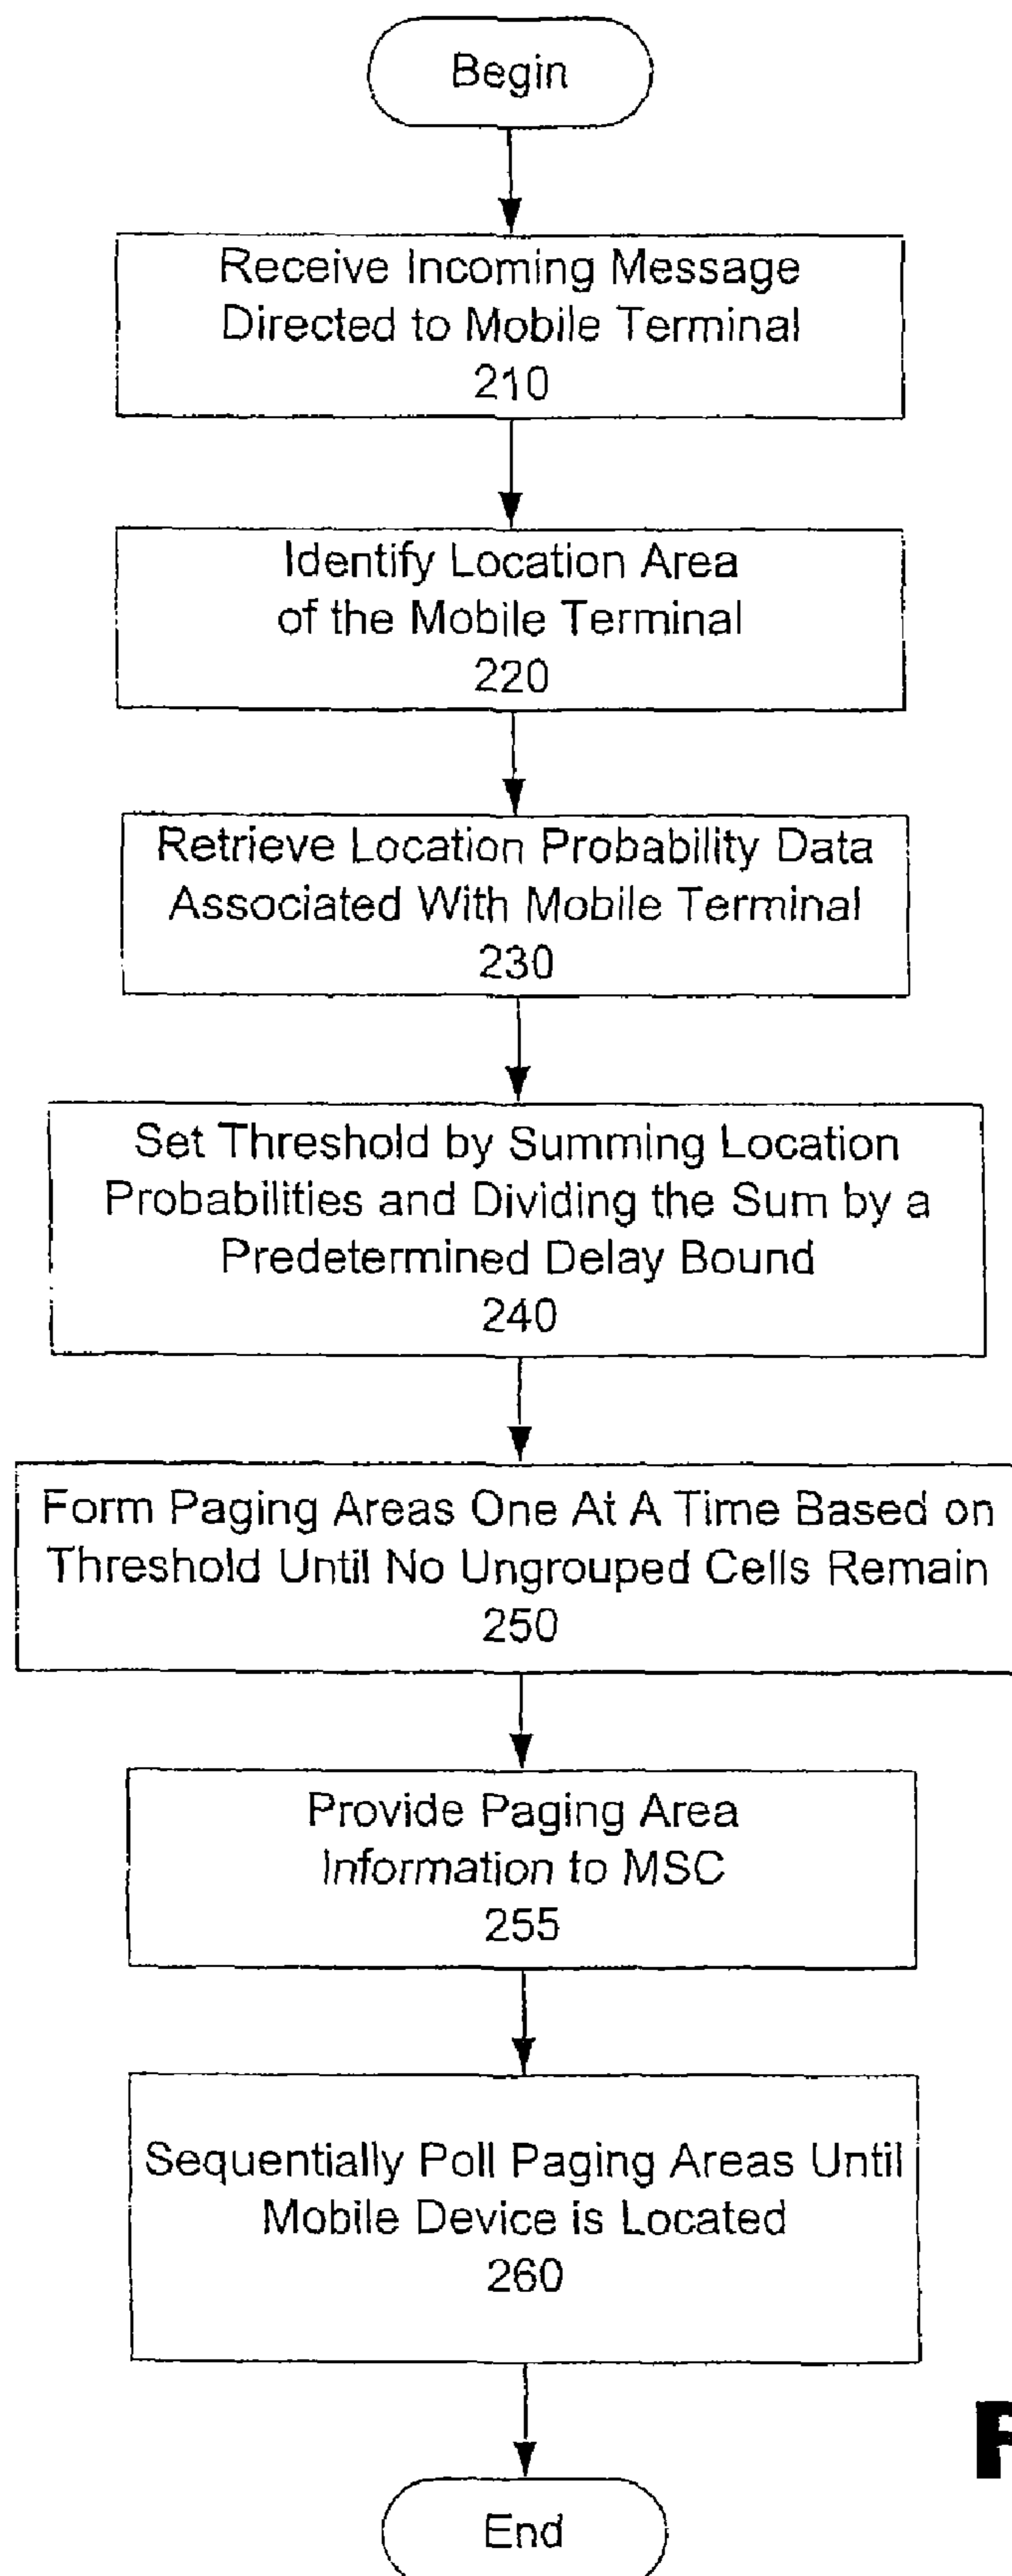 Begin
Receive Incoming Message
Directed to Mobile Terminal
210
Identify Location Area
of the Mobile Terminal
220
Retrieve Location Probability Data
Associated With Mobile Terminal
230
Set Threshold by Summing Location
Probabilities and Dividing the Sum by a
Predetermined Delay Bound
240
Form Paging Areas One At A Time Based on
Threshold Until No Ungrouped Cells Remain
250
Provide Paging Area
Information to MSC
255
Sequentially Poll Paging Areas Until
Mobile Device is Located
260
End